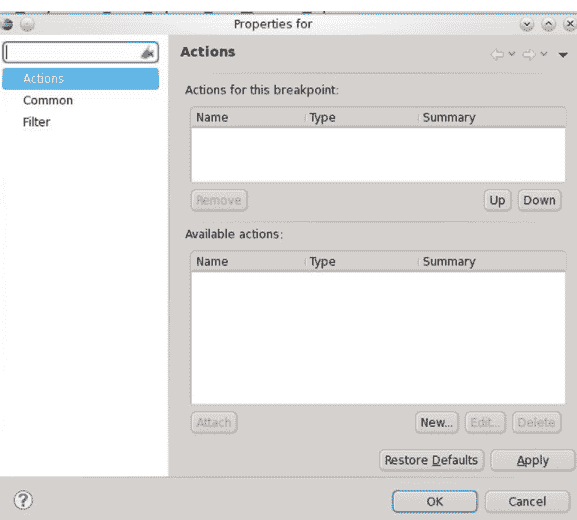 Properties for
Actions
Actions
Common
Filter
Actions for this breakpoint:
Name Type Summary
Remove Up Down
Available actions:
Name Type Summary
Attach New... Edit... Delete
Restore Defaults Apply
? OK Cancel